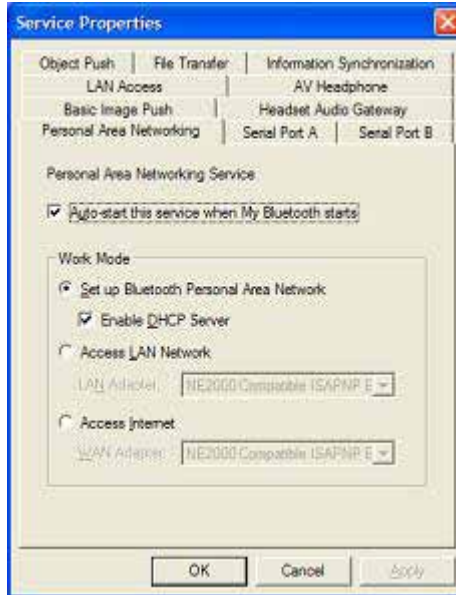 Service Properties
Object Push File Transfer Information Synchronization
LAN Access AV Headphone
Basic Image Push Headset Audio Gateway
Personal Area Networking Serial Port A Serial Port B
Personal Area Networking Service
Auto-start this service when My Bluetooth starts
Work Mode
Set up Bluetooth Personal Area Network
Enable DHCP Server
Access LAN Network
LAN Adapter: NE2000 Compatible ISAPNP E
Access Internet
WAN Adapter: NE2000 Compatible ISAPNP E
OK Cancel Apply